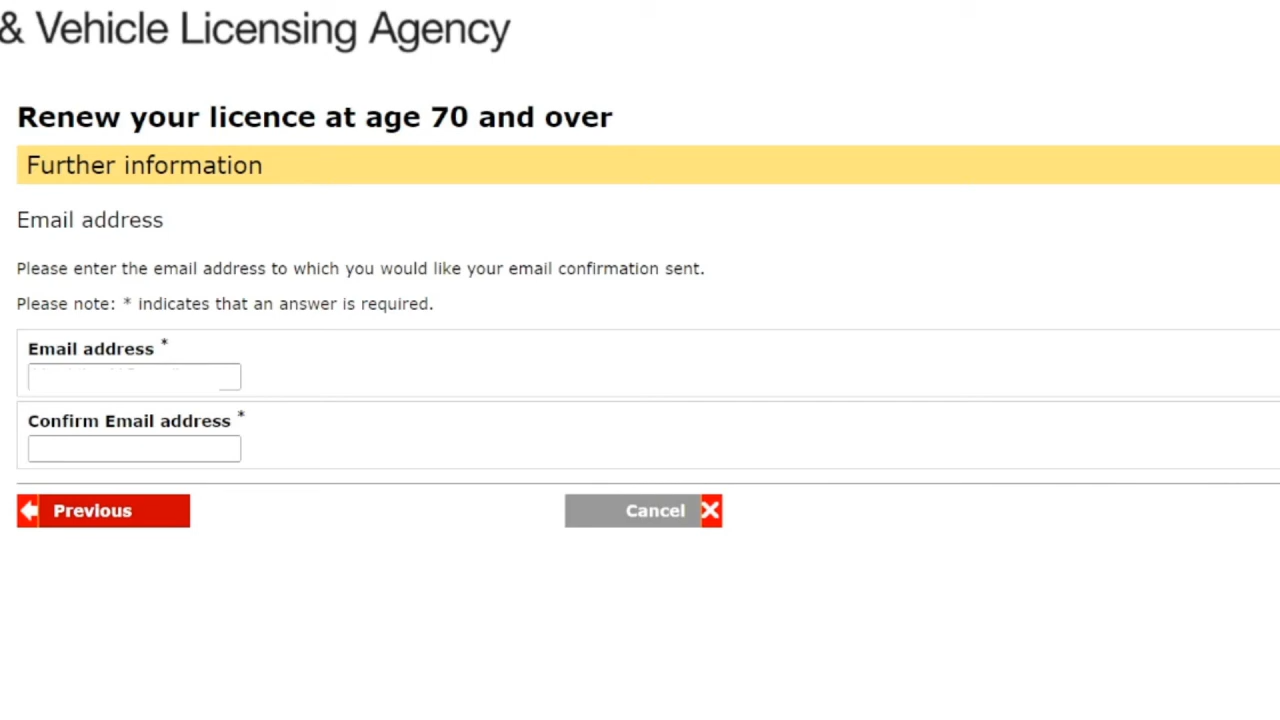 & Vehicle Licensing Agency
Renew your licence at age 70 and over
Further information
Email address
Please enter the email address to which you would like your email confirmation sent.
Please note: * indicates that an answer is required.
Email address *
Confirm Email address *
Previous
Cancel